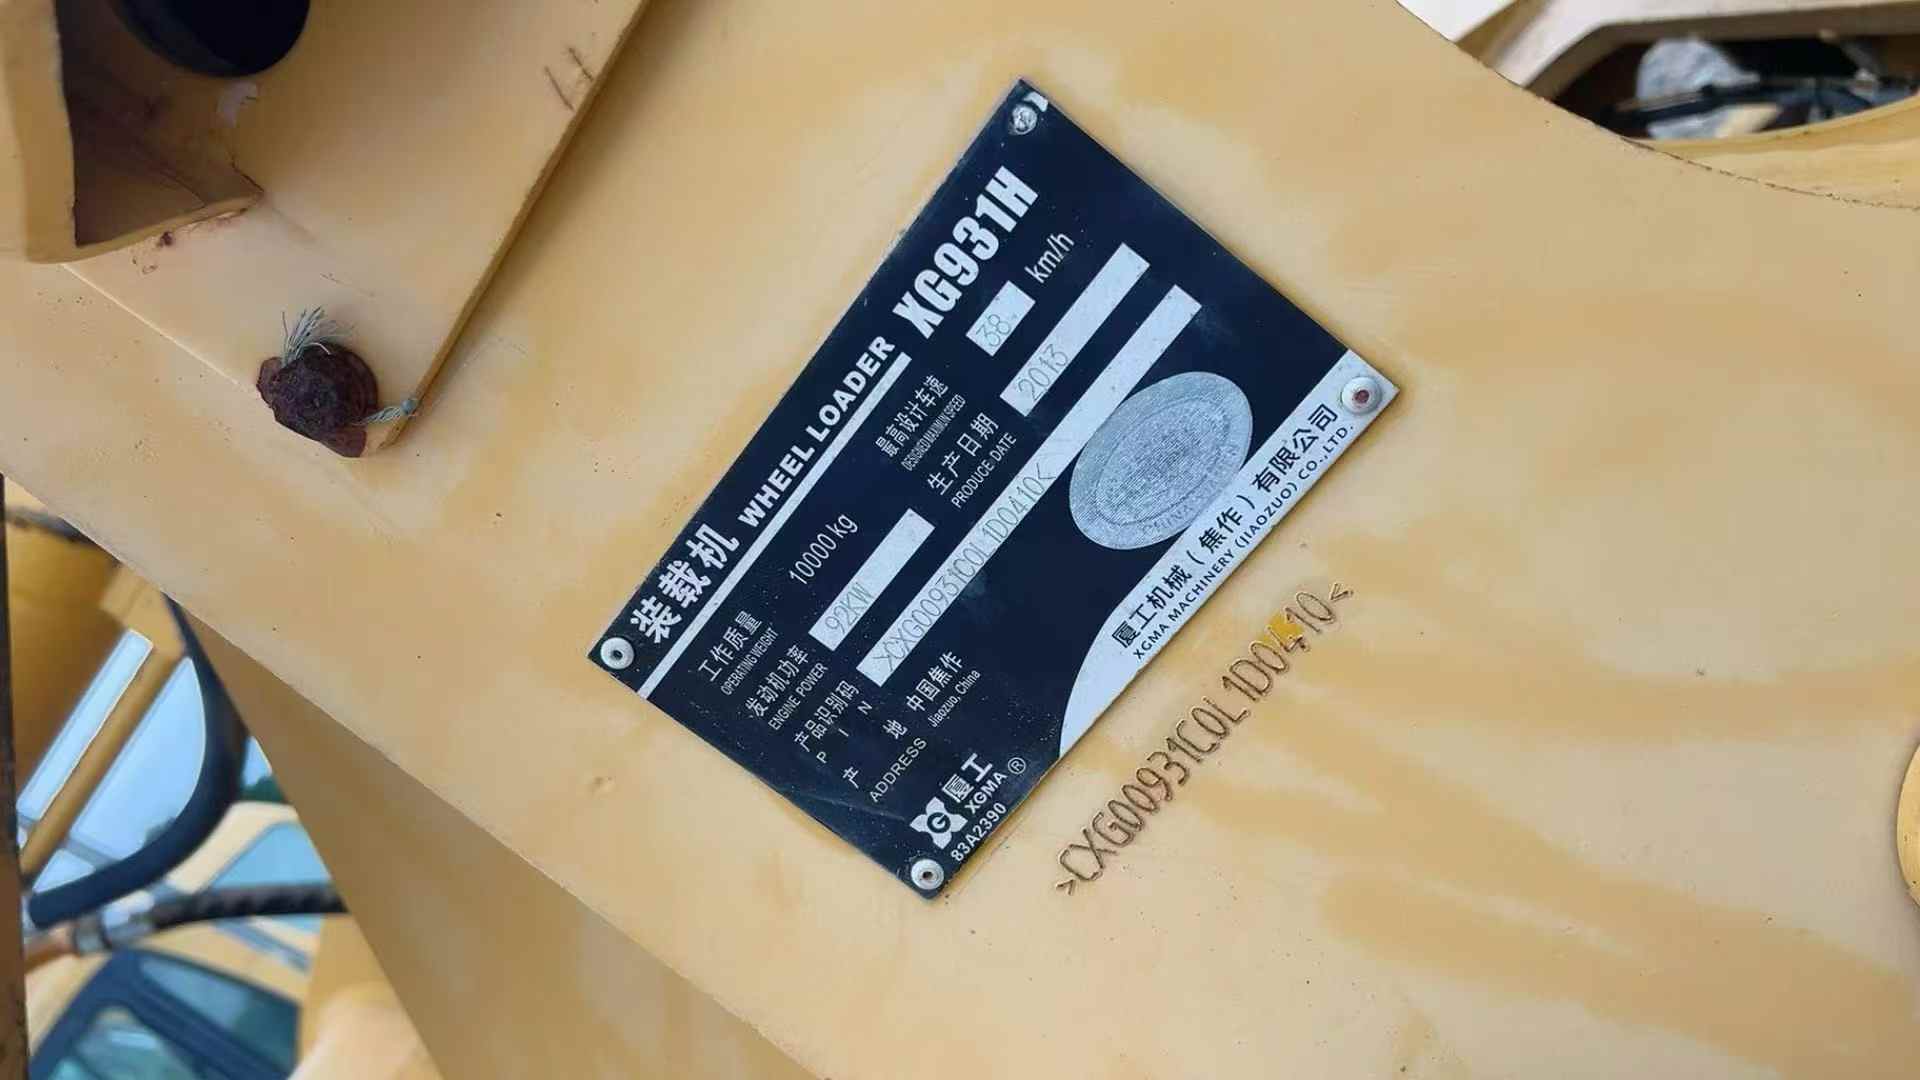 装载机 WHEEL LOADER XG931H
工作质量 10000 kg 最高设计车速 38 km/h
OPERATING WEIGHT DESIGNED MAXIMUM SPEED
发动机功率 92KW 生产日期 2013
ENGINE POWER PRODUCE DATE
产品识别码 >CXG00931C0L1D0410<
P I N
产 地 中国焦作
ADDRESS Jiaozuo, China
厦工
XGMA ®
83A2390
厦工机械（焦作）有限公司
XGMA MACHINERY (JIAOZUO) CO.,LTD.
>CXG00931C0L1D0410<